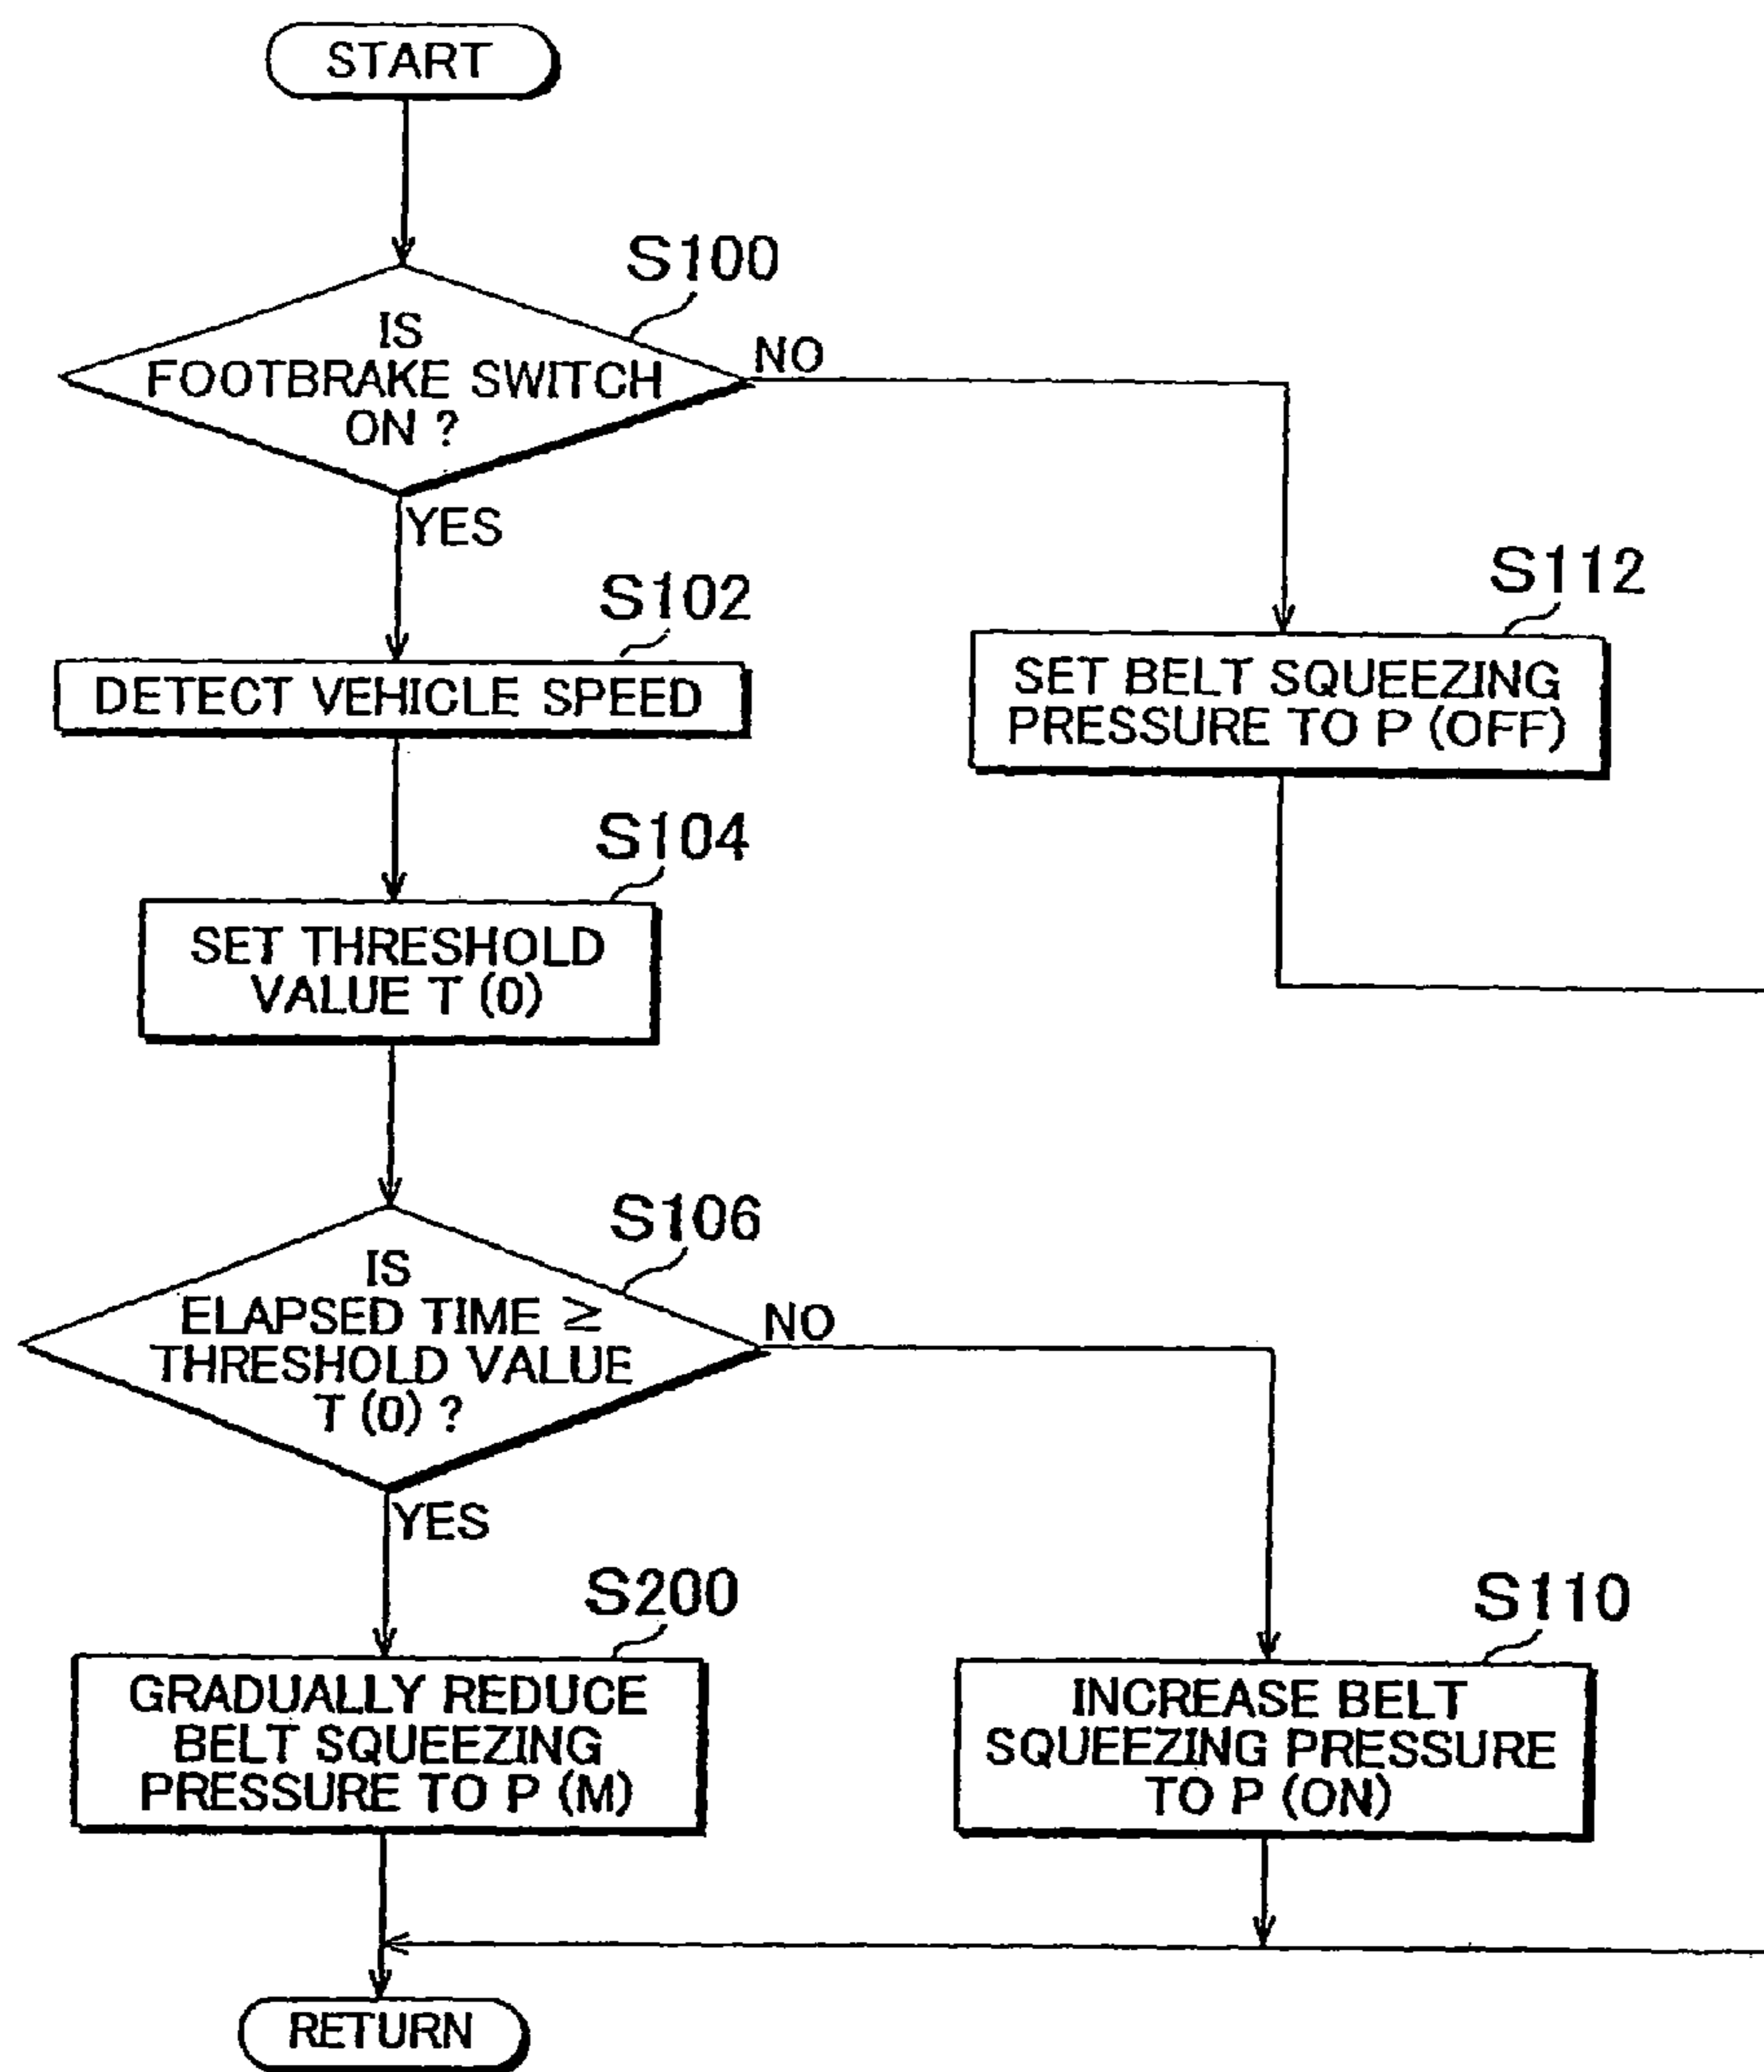 START
S100
IS
FOOTBRAKE SWITCH
ON ?
NO
YES
S102
DETECT VEHICLE SPEED
S112
SET BELT SQUEEZING
PRESSURE TO P (OFF)
S104
SET THRESHOLD
VALUE T (0)
S106
IS
ELAPSED TIME ≥
THRESHOLD VALUE
T (0) ?
NO
YES
S200
GRADUALLY REDUCE
BELT SQUEEZING
PRESSURE TO P (M)
S110
INCREASE BELT
SQUEEZING PRESSURE
TO P (ON)
RETURN